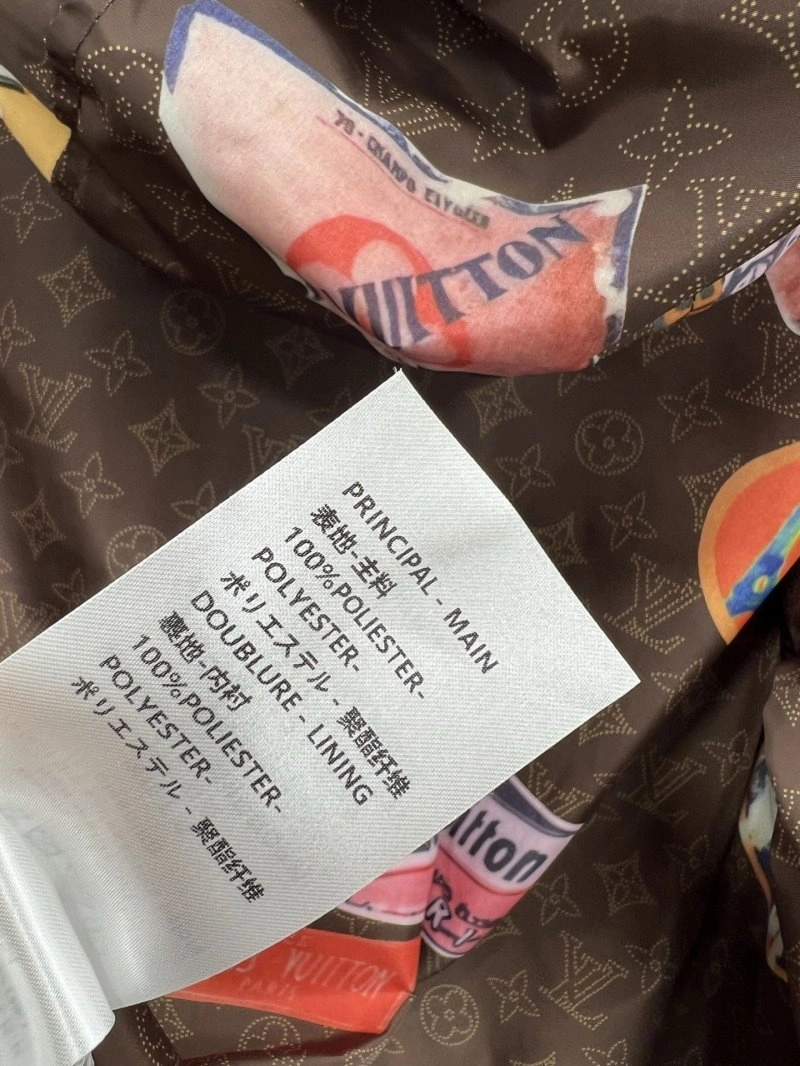 78 · CHAMPS ELYSEES
VUITTON
PRINCIPAL - MAIN
表地-主料
100%POLIESTER-
POLYESTER-
ポリエステル - 聚酯纤维
DOUBLURE - LINING
裏地-内衬
100%POLIESTER-
POLYESTER-
ポリエステル - 聚酯纤维
uitton
VUITTON
PARIS